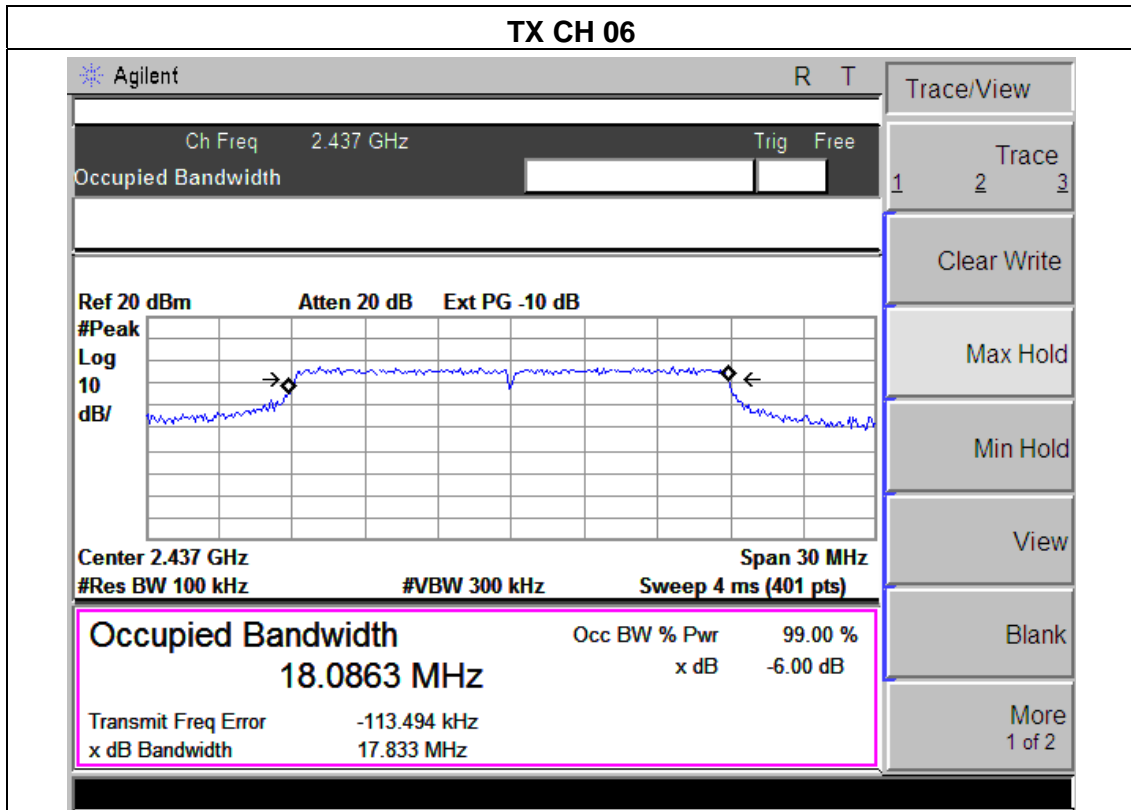 TX CH 06
Agilent R T
Ch Freq 2.437 GHz Trig Free
Occupied Bandwidth
Ref 20 dBm Atten 20 dB Ext PG -10 dB
#Peak
Log
10
dB/
Center 2.437 GHz Span 30 MHz
#Res BW 100 kHz #VBW 300 kHz Sweep 4 ms (401 pts)
Occupied Bandwidth Occ BW % Pwr 99.00 %
18.0863 MHz x dB -6.00 dB
Transmit Freq Error -113.494 kHz
x dB Bandwidth 17.833 MHz
Trace/View
Trace
1 2 3
Clear Write
Max Hold
Min Hold
View
Blank
More
1 of 2